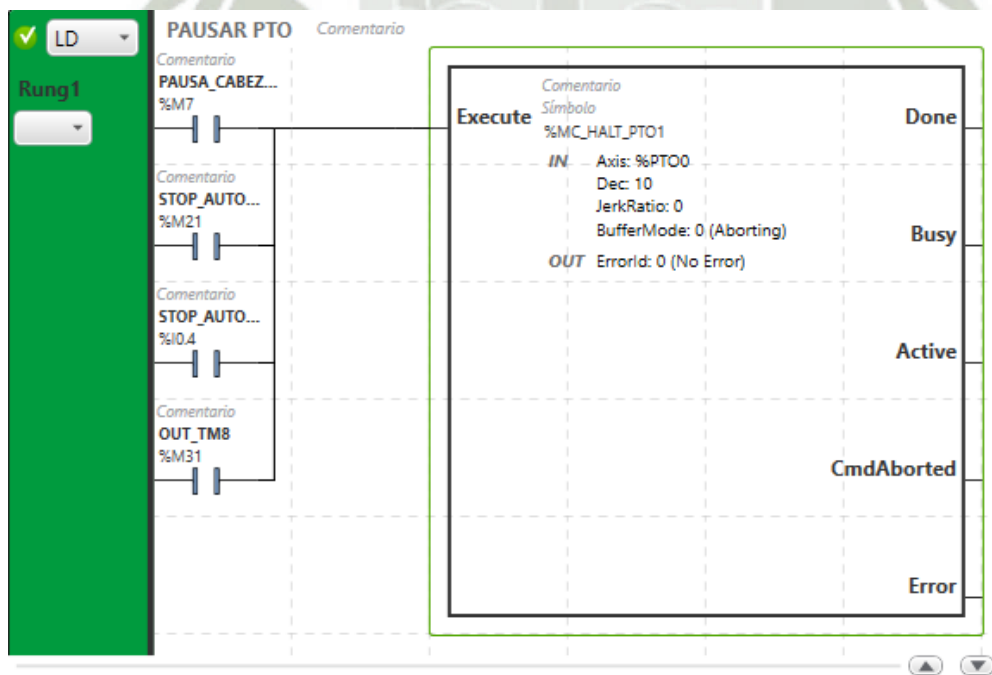 LD
PAUSAR PTO Comentario
Rung1
Comentario
PAUSA_CABEZ...
%M7
Comentario
STOP_AUTO...
%M21
Comentario
STOP_AUTO...
%I0.4
Comentario
OUT_TM8
%M31
Execute
Comentario
Símbolo
%MC_HALT_PTO1
IN Axis: %PTO0
Dec: 10
JerkRatio: 0
BufferMode: 0 (Aborting)
OUT ErrorId: 0 (No Error)
Done
Busy
Active
CmdAborted
Error